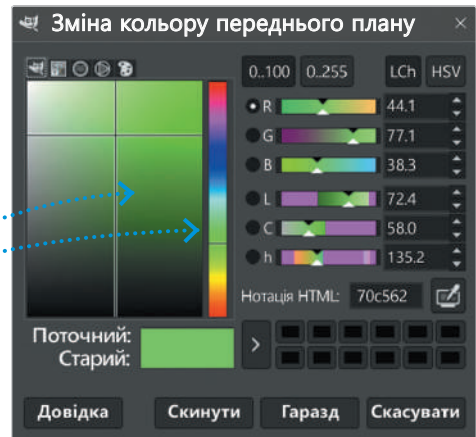 Зміна кольору переднього плану
0..100 0..255 LCh HSV
R 44.1
G 77.1
B 38.3
L 72.4
C 58.0
h 135.2
Нотація HTML: 70c562
Поточний:
Старий:
Довідка Скинути Гаразд Скасувати